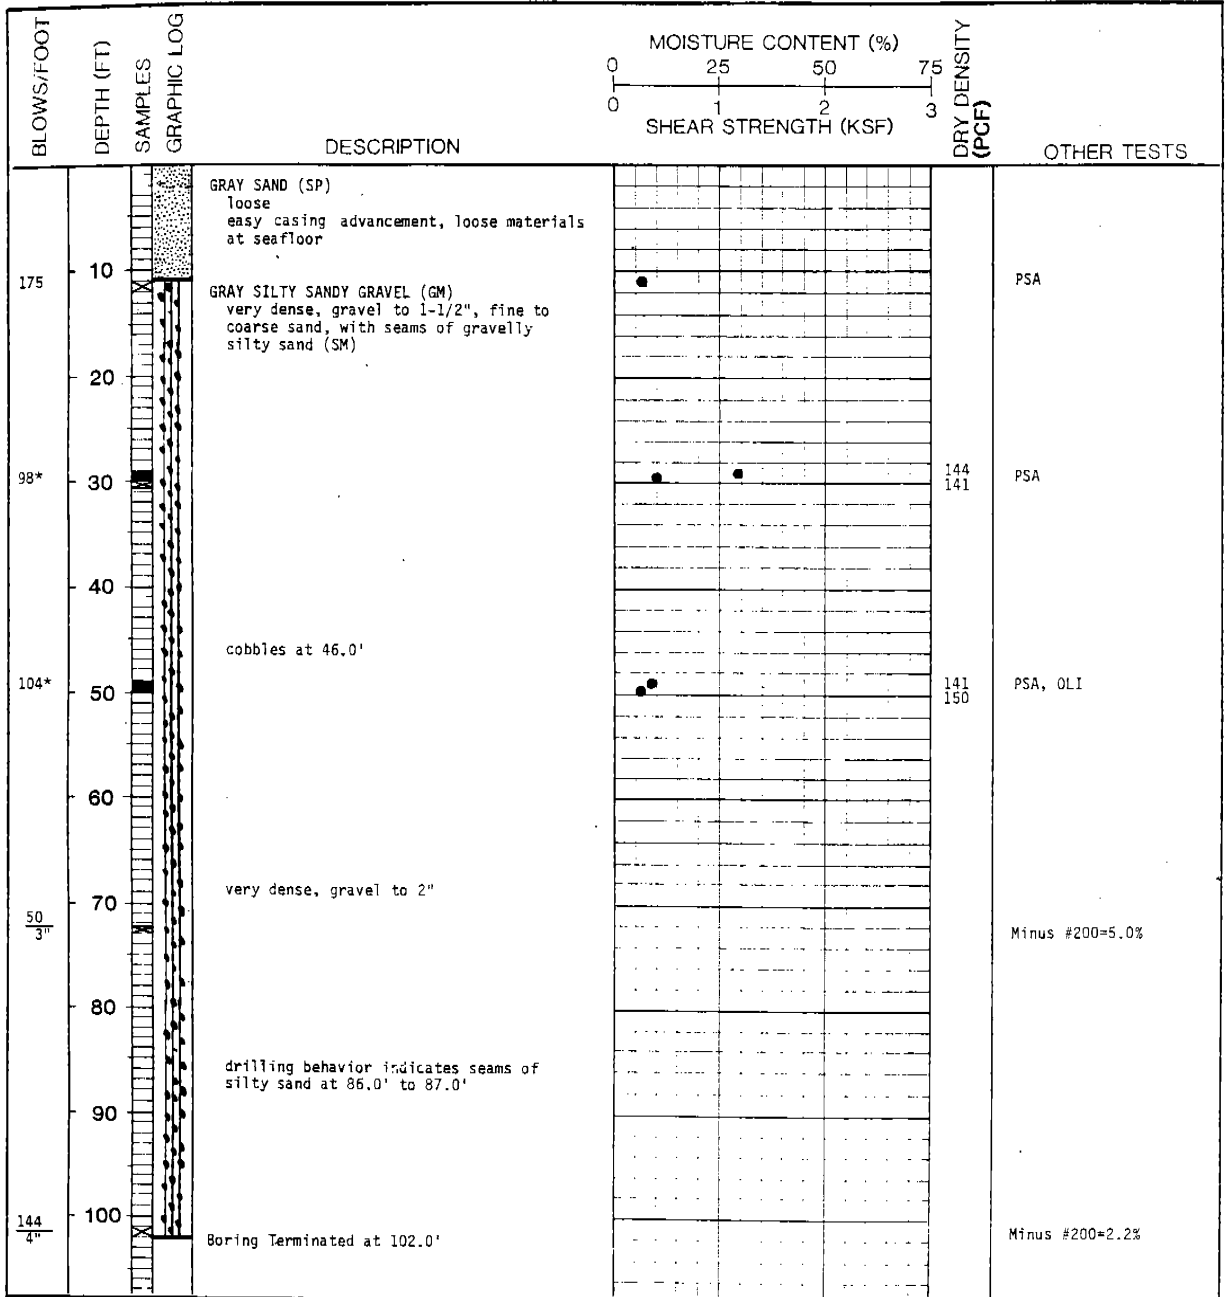 BLOWS/FOOT
DEPTH (FT)
SAMPLES
GRAPHIC LOG
DESCRIPTION
MOISTURE CONTENT (%)
0 25 50 75
0 1 2 3
SHEAR STRENGTH (KSF)
DRY DENSITY
(PCF)
OTHER TESTS
GRAY SAND (SP)
loose
easy casing advancement, loose materials
at seafloor
10
175
PSA
GRAY SILTY SANDY GRAVEL (GM)
very dense, gravel to 1-1/2", fine to
coarse sand, with seams of gravelly
silty sand (SM)
20
98*
30
144
141
PSA
40
cobbles at 46.0'
104*
50
141
150
PSA, OLI
60
very dense, gravel to 2"
70
50
3"
Minus #200=5.0%
80
drilling behavior indicates seams of
silty sand at 86.0' to 87.0'
90
100
144
4"
Boring Terminated at 102.0'
Minus #200=2.2%